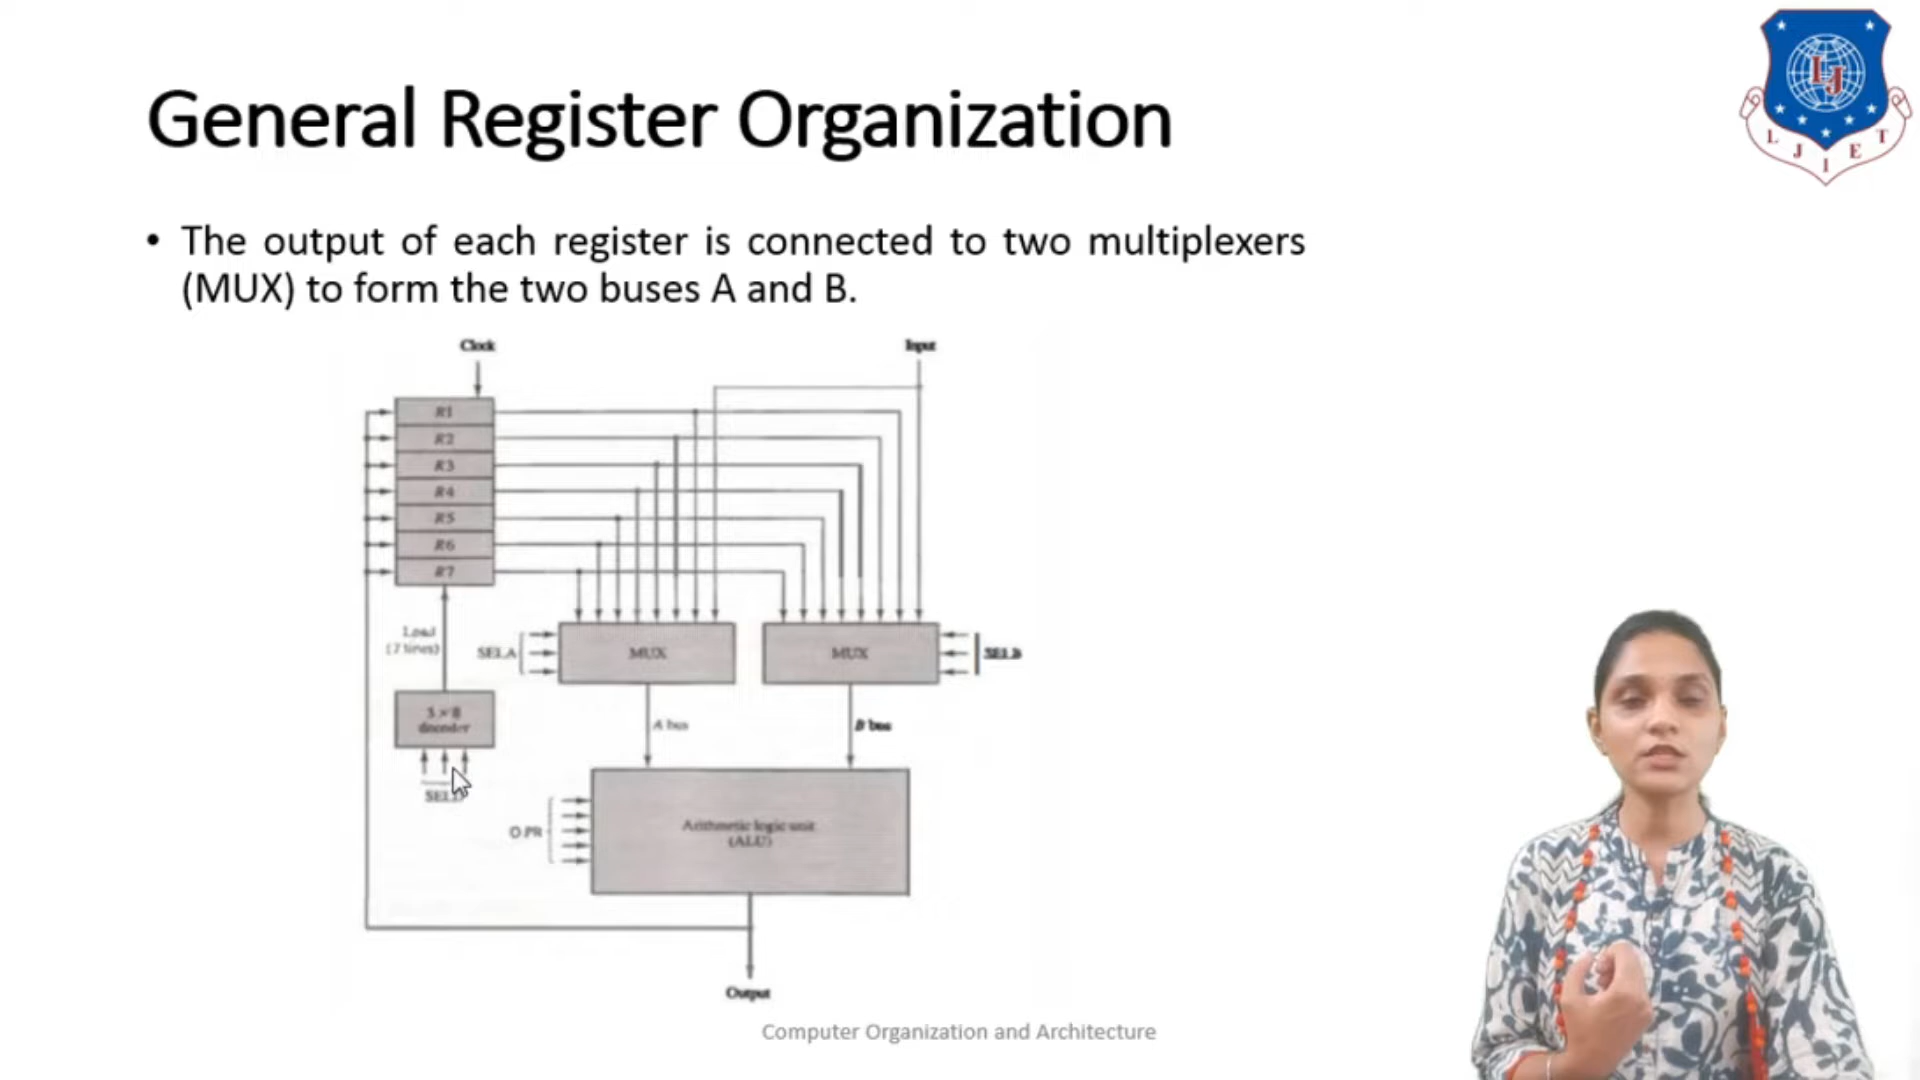 General Register Organization
• The output of each register is connected to two multiplexers
(MUX) to form the two buses A and B.
Clock
Input
R1
R2
R3
R4
R5
R6
R7
Load
(7 lines)
SELA
MUX
MUX
SELB
3 × 8
decoder
A bus
B bus
SELD
OPR
Arithmetic logic unit
(ALU)
Output
Computer Organization and Architecture
LJ
L J I E T